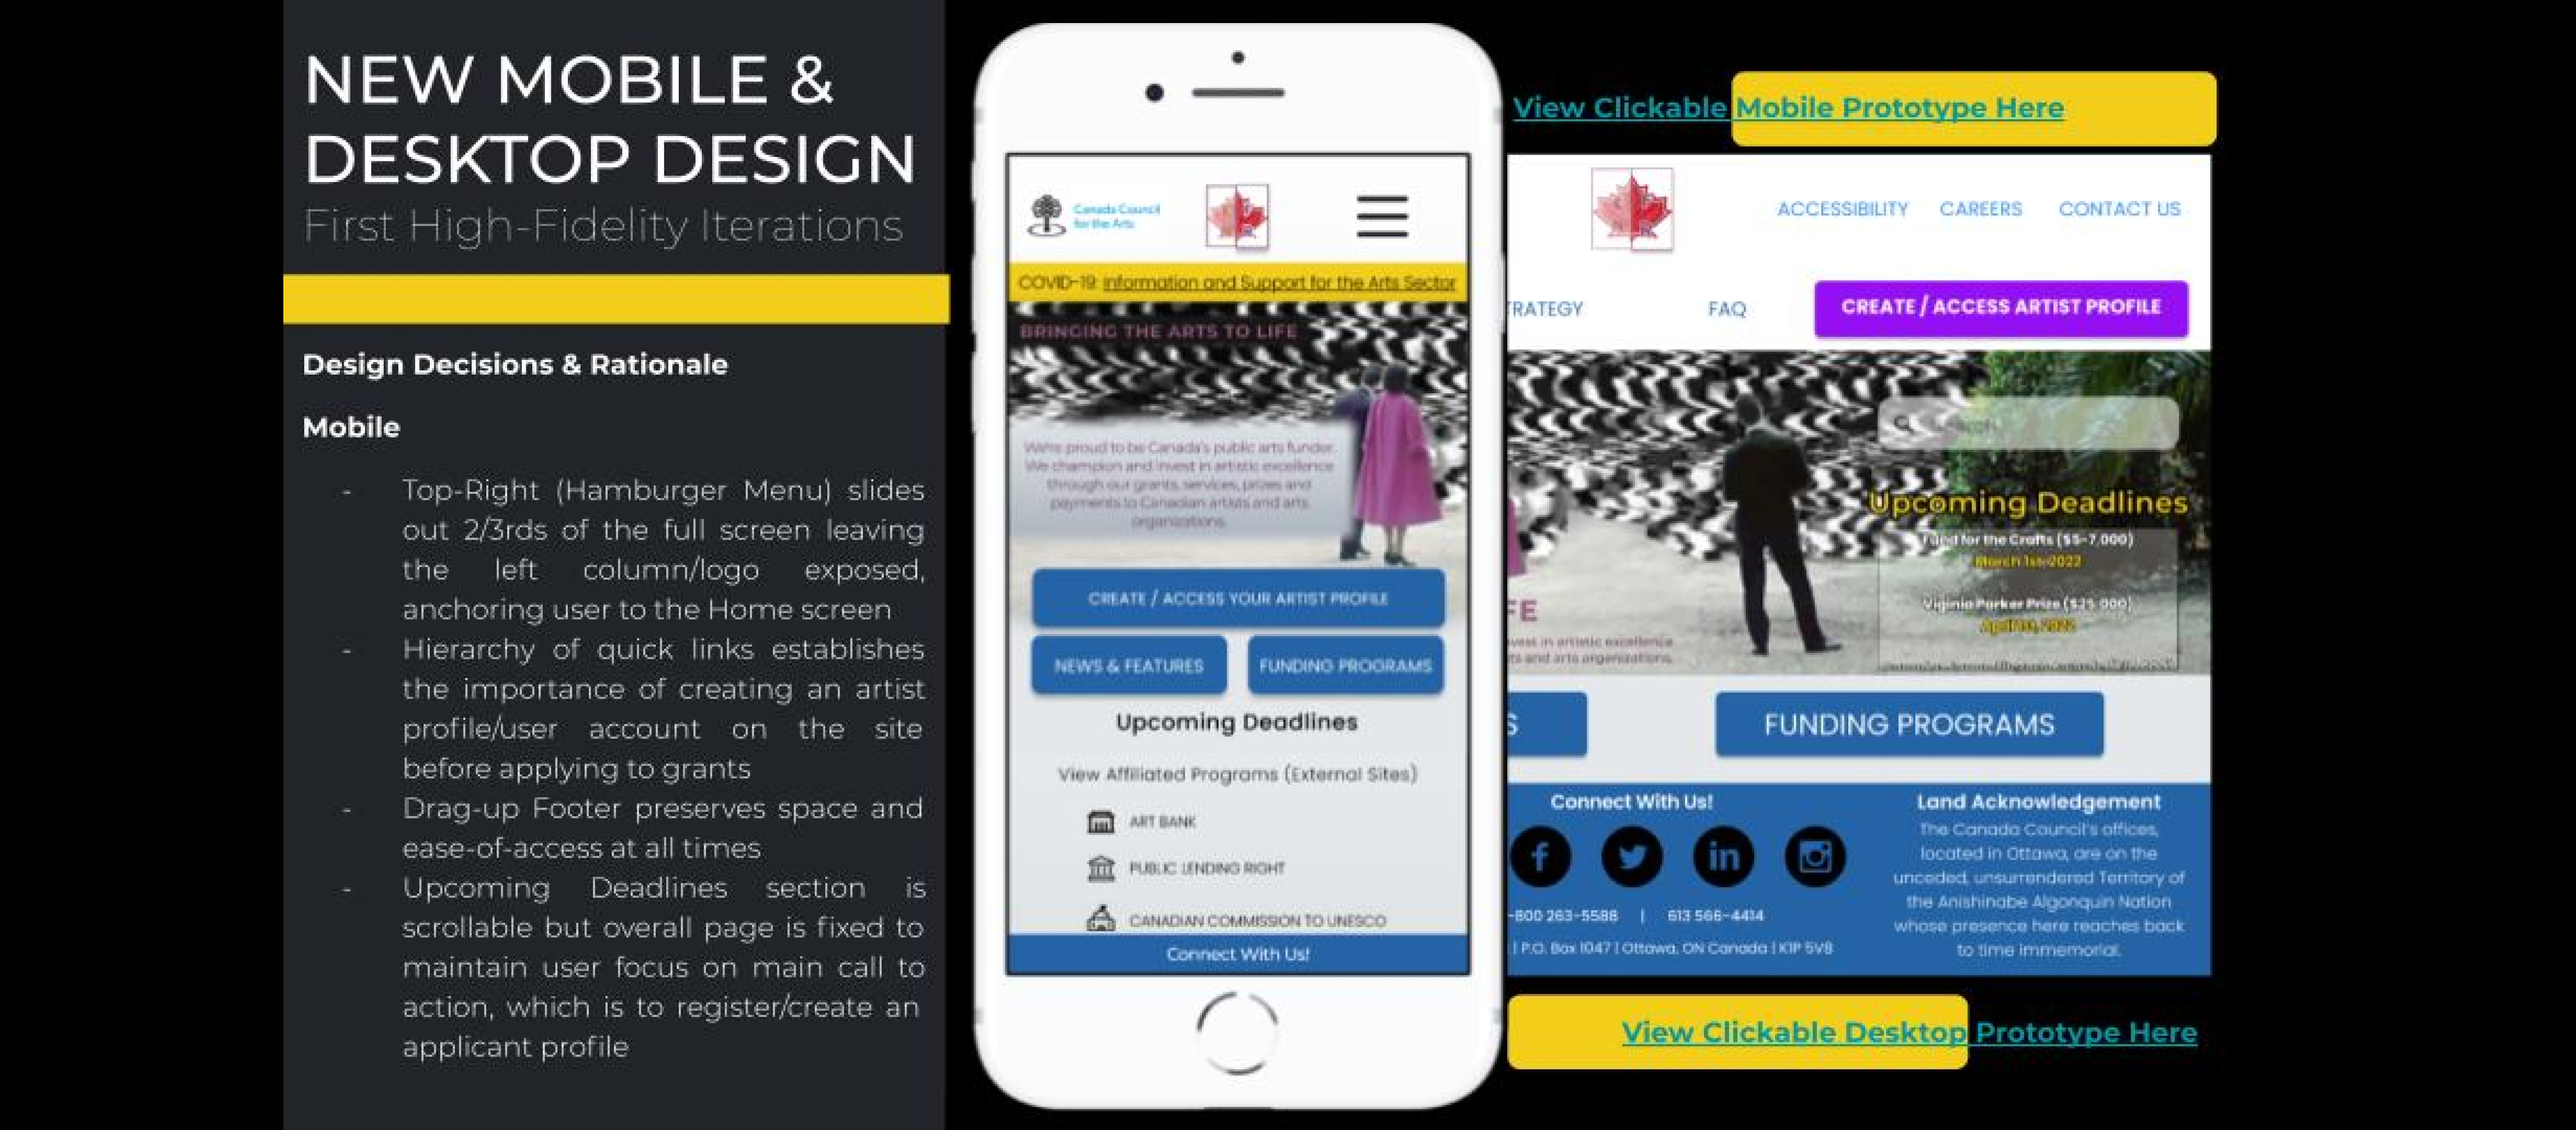 NEW MOBILE &
DESKTOP DESIGN
First High-Fidelity Iterations
Design Decisions & Rationale
Mobile
- Top-Right (Hamburger Menu) slides
out 2/3rds of the full screen leaving
the left column/logo exposed,
anchoring user to the Home screen
- Hierarchy of quick links establishes
the importance of creating an artist
profile/user account on the site
before applying to grants
- Drag-up Footer preserves space and
ease-of-access at all times
- Upcoming Deadlines section is
scrollable but overall page is fixed to
maintain user focus on main call to
action, which is to register/create an
applicant profile
Canada Council
for the Arts
COVID-19: Information and Support for the Arts Sector
BRINGING THE ARTS TO LIFE
We're proud to be Canada's public arts funder.
We champion and invest in artistic excellence
through our grants, services, prizes and
payments to Canadian artists and arts
organizations.
CREATE / ACCESS YOUR ARTIST PROFILE
NEWS & FEATURES
FUNDING PROGRAMS
Upcoming Deadlines
View Affiliated Programs (External Sites)
ART BANK
PUBLIC LENDING RIGHT
CANADIAN COMMISSION TO UNESCO
Connect With Us!
View Clickable Mobile Prototype Here
ACCESSIBILITY CAREERS CONTACT US
RATEGY FAQ CREATE / ACCESS ARTIST PROFILE
Search
Upcoming Deadlines
Fund for the Crafts ($5-7,000)
March 1st, 2022
Viginia Parker Prize ($25 000)
April 1st, 2022
FE
vest in artistic excellence
ts and arts organizations.
S
FUNDING PROGRAMS
Connect With Us!
-800 263-5588 | 613 566-4414
| P.O. Box 1047 | Ottawa, ON Canada | K1P 5V8
Land Acknowledgement
The Canada Council's offices,
located in Ottawa, are on the
unceded, unsurrendered Territory of
the Anishinabe Algonquin Nation
whose presence here reaches back
to time immemorial.
View Clickable Desktop Prototype Here